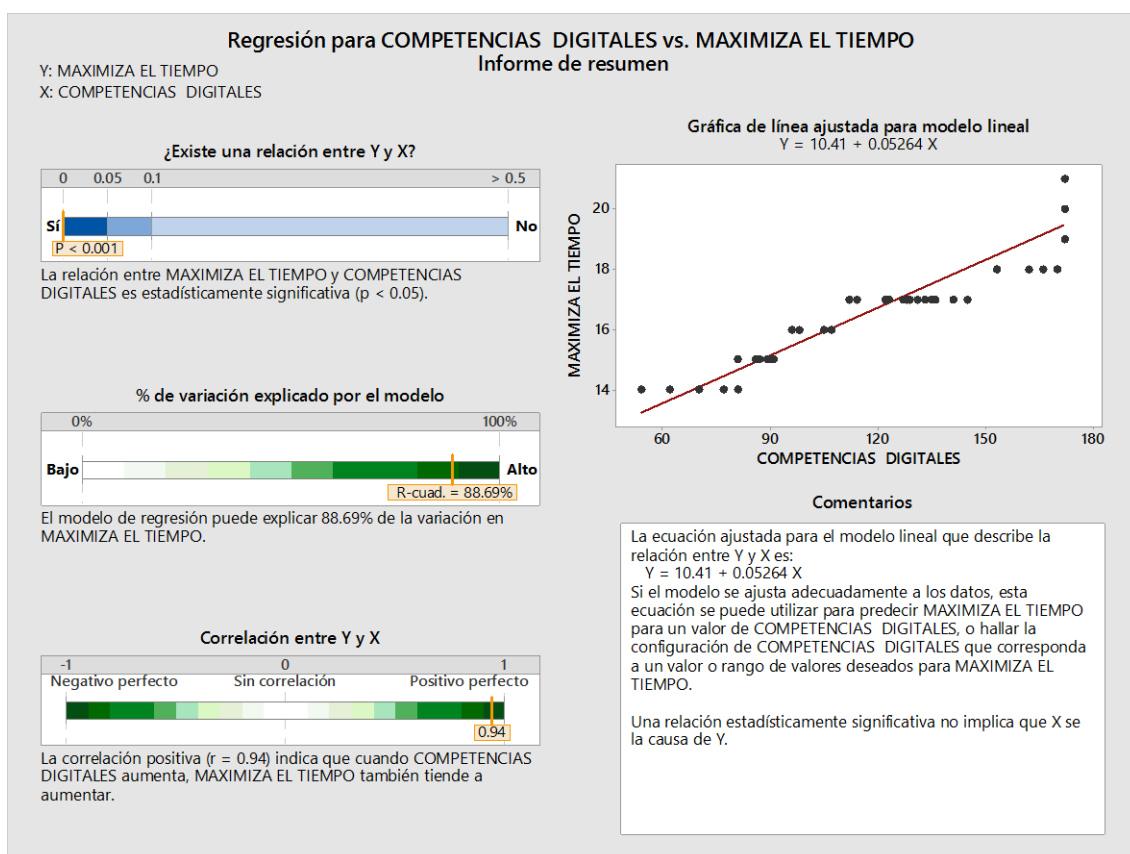 Regresión para COMPETENCIAS  DIGITALES vs. MAXIMIZA EL TIEMPO
Informe de resumen
Y: MAXIMIZA EL TIEMPO
X: COMPETENCIAS  DIGITALES
¿Existe una relación entre Y y X?
0 0.05 0.1 > 0.5
Sí No
P < 0.001
La relación entre MAXIMIZA EL TIEMPO y COMPETENCIAS
DIGITALES es estadísticamente significativa (p < 0.05).
% de variación explicado por el modelo
0% 100%
Bajo Alto
R-cuad. = 88.69%
El modelo de regresión puede explicar 88.69% de la variación en
MAXIMIZA EL TIEMPO.
Correlación entre Y y X
-1 0 1
Negativo perfecto Sin correlación Positivo perfecto
0.94
La correlación positiva (r = 0.94) indica que cuando COMPETENCIAS
DIGITALES aumenta, MAXIMIZA EL TIEMPO también tiende a
aumentar.
Gráfica de línea ajustada para modelo lineal
Y = 10.41 + 0.05264 X
MAXIMIZA EL TIEMPO
20
18
16
14
60 90 120 150 180
COMPETENCIAS  DIGITALES
Comentarios
La ecuación ajustada para el modelo lineal que describe la
relación entre Y y X es:
Y = 10.41 + 0.05264 X
Si el modelo se ajusta adecuadamente a los datos, esta
ecuación se puede utilizar para predecir MAXIMIZA EL TIEMPO
para un valor de COMPETENCIAS  DIGITALES, o hallar la
configuración de COMPETENCIAS  DIGITALES que corresponda
a un valor o rango de valores deseados para MAXIMIZA EL
TIEMPO.
Una relación estadísticamente significativa no implica que X se
la causa de Y.